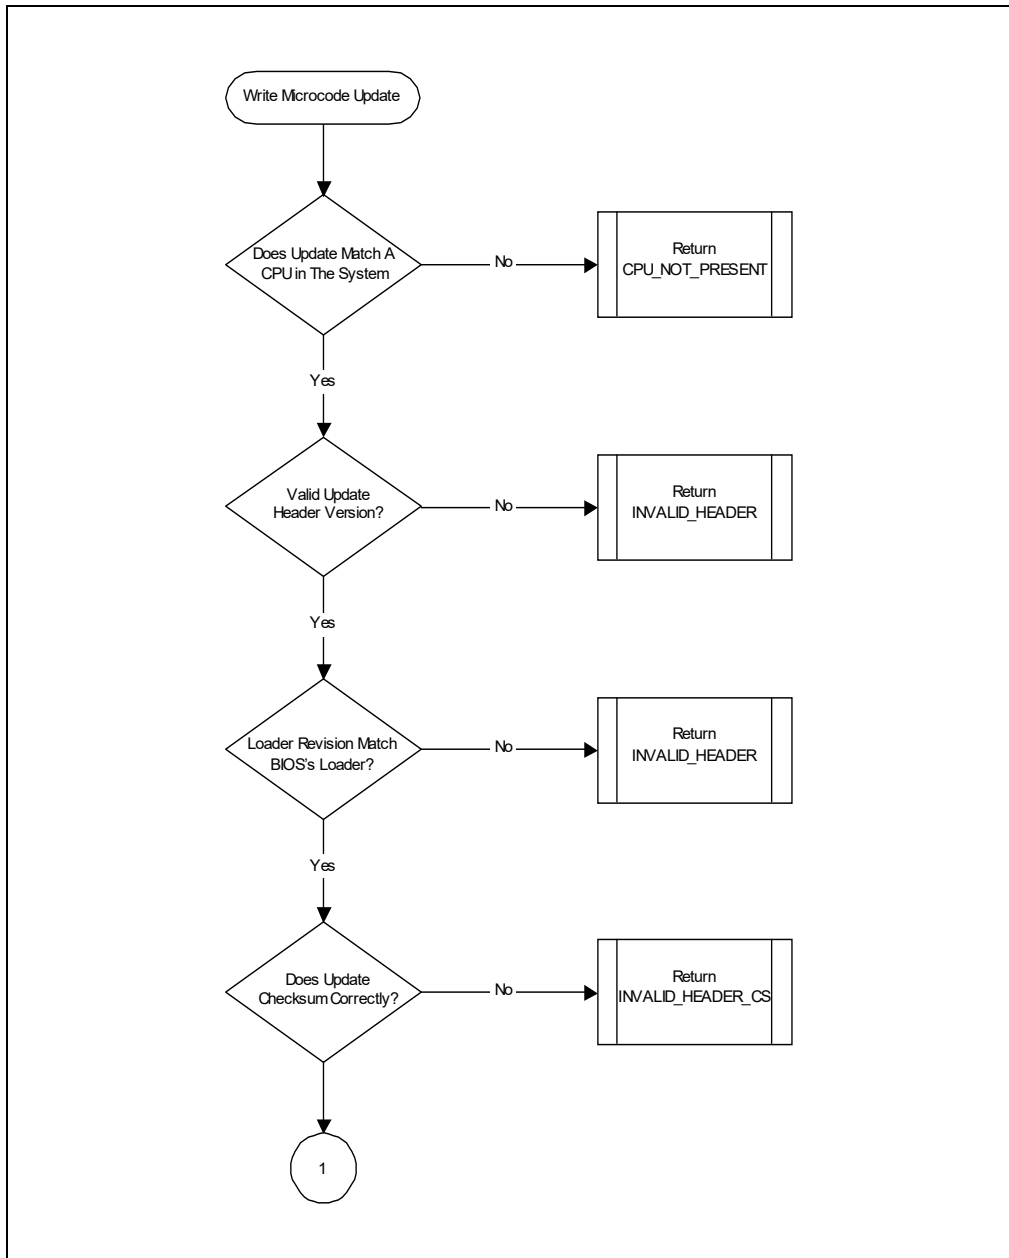 Write Microcode Update
Does Update Match A
CPU in The System
No
Return
CPU_NOT_PRESENT
Yes
Valid Update
Header Version?
No
Return
INVALID_HEADER
Yes
Loader Revision Match
BIOS's Loader?
No
Return
INVALID_HEADER
Yes
Does Update
Checksum Correctly?
No
Return
INVALID_HEADER_CS
1